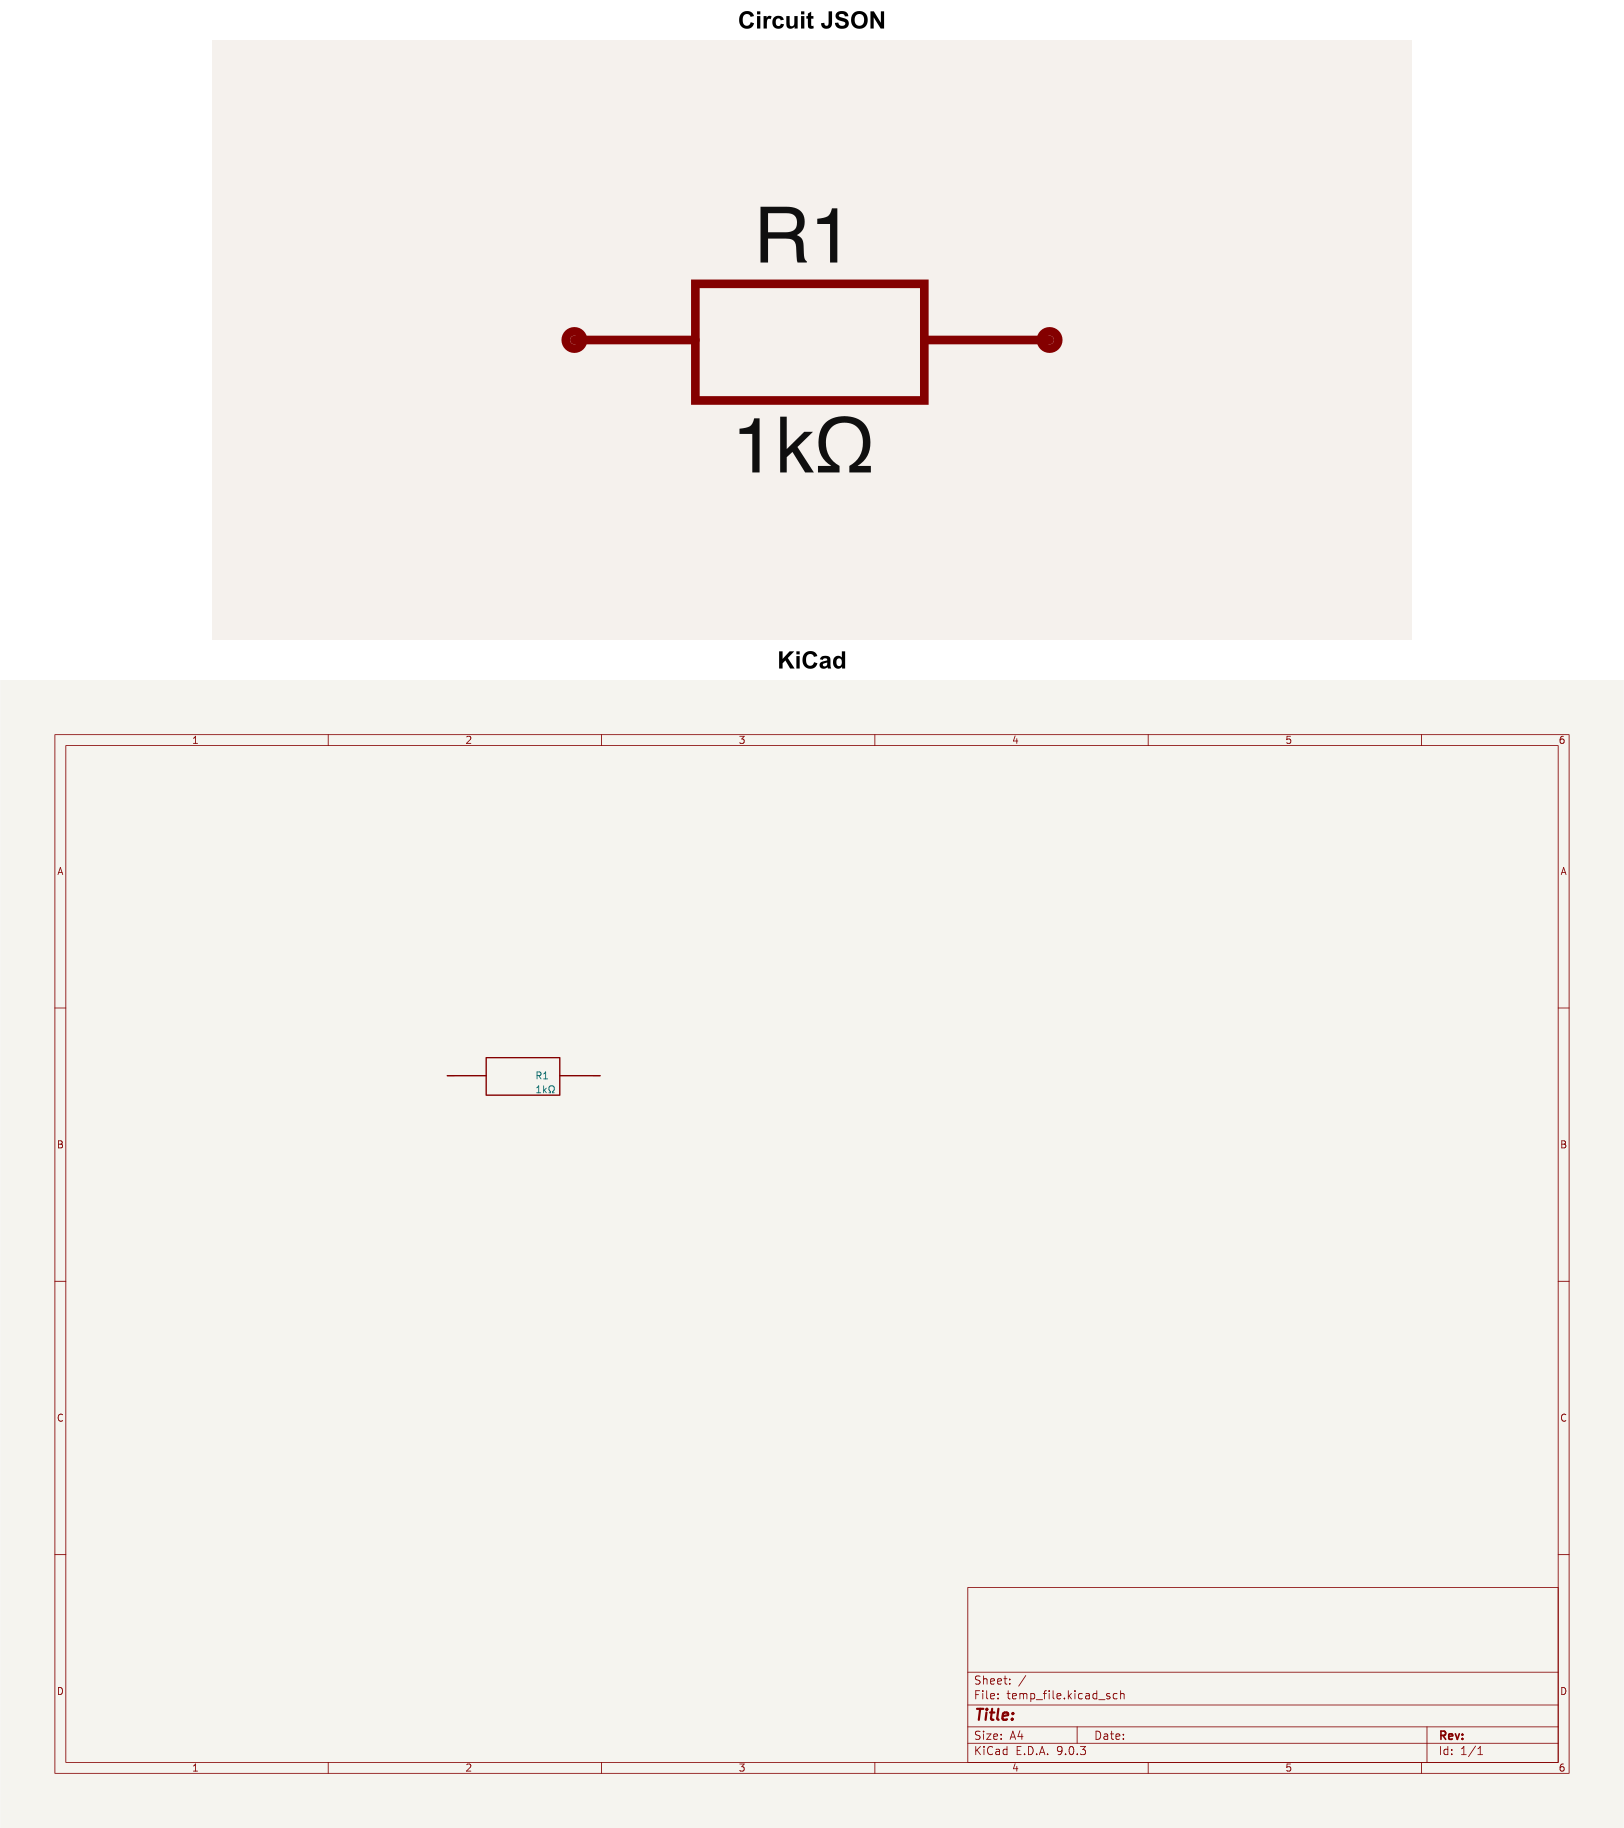 Circuit JSON
R1
1kΩ
KiCad
1 2 3 4 5 6
A A
R1
1kΩ
B B
C C
Sheet: /
File: temp_file.kicad_sch
D D
Title:
Size: A4 Date: Rev:
KiCad E.D.A. 9.0.3 Id: 1/1
1 2 3 4 5 6